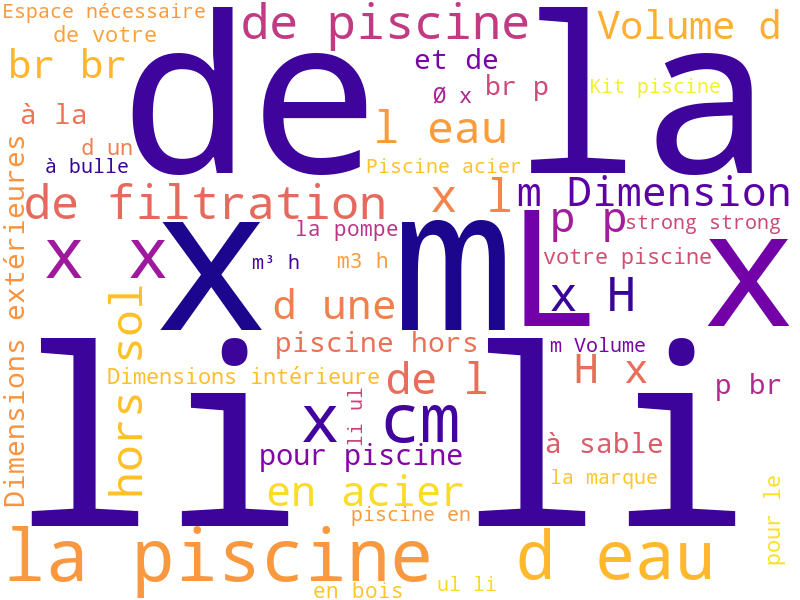 Espace nécessaire
de votre
de piscine
Volume d
br br
de la
et de
Ø x
br p
Kit piscine
à la
l eau
d un
à bulle
Piscine acier
Dimensions extérieures
de filtration
x l
m Dimension
p p
strong strong
x x
x m
L x
la pompe
m³ h
m3 h
votre piscine
d une
x H
hors sol
piscine hors
m Volume
li li
Dimensions intérieure
de l
H x
p br
x cm
li ul
pour piscine
à sable
la marque
en acier
pour le
piscine en
la piscine
d eau
en bois
ul li